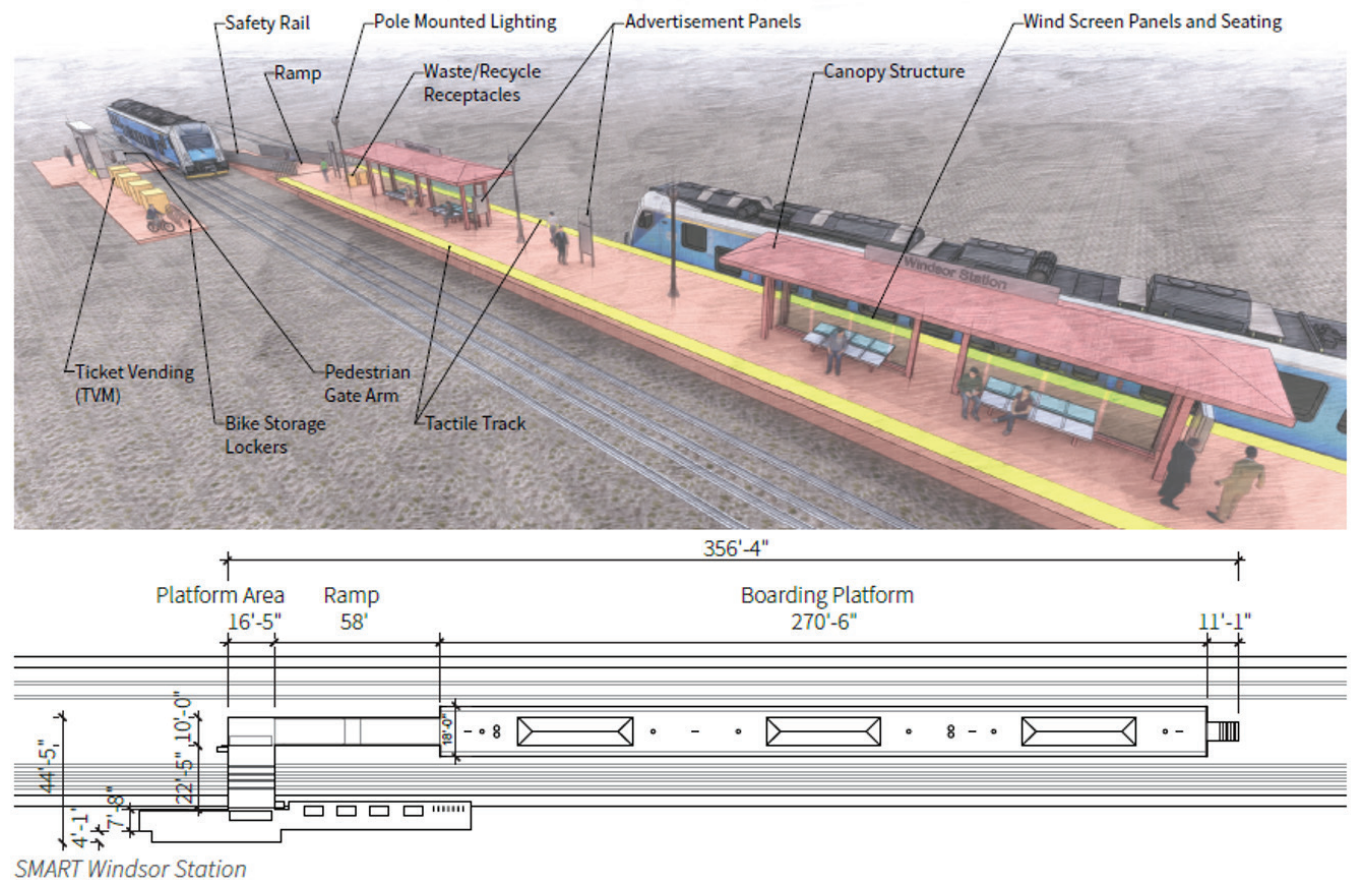 Safety Rail
Pole Mounted Lighting
Advertisement Panels
Wind Screen Panels and Seating
Ramp
Waste/Recycle
Receptacles
Canopy Structure
Windsor Station
Ticket Vending
(TVM)
Pedestrian
Gate Arm
Bike Storage
Lockers
Tactile Track
356'-4"
Platform Area
16'-5"
Ramp
58'
Boarding Platform
270'-6"
11'-1"
10'-0"
18'-0"
44'-5"
22'-5"
7'-8"
4'-1"
SMART Windsor Station